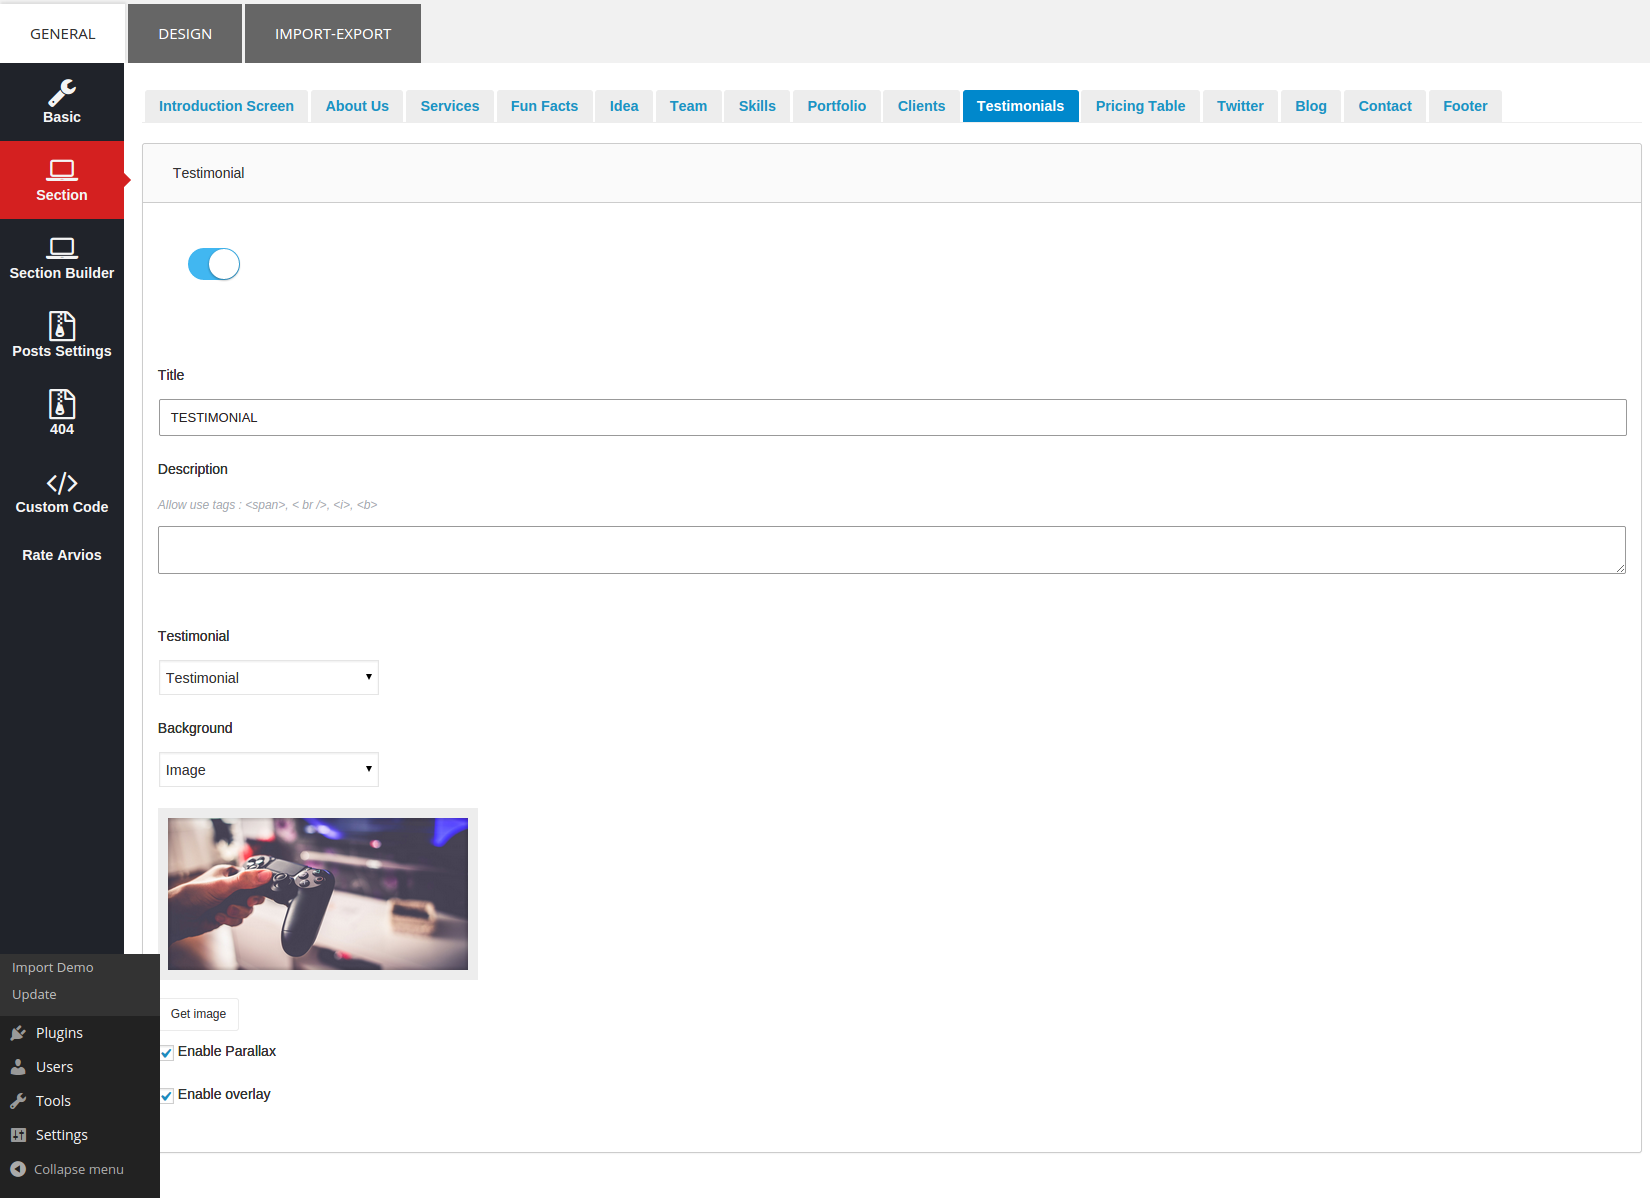 GENERAL
DESIGN
IMPORT-EXPORT
Basic
Section
Section Builder
Posts Settings
404
Custom Code
Rate Arvios
Introduction Screen
About Us
Services
Fun Facts
Idea
Team
Skills
Portfolio
Clients
Testimonials
Pricing Table
Twitter
Blog
Contact
Footer
Testimonial
Title
TESTIMONIAL
Description
Allow use tags : <span>, < br />, <i>, <b>
Testimonial
Testimonial
Background
Image
Get image
Enable Parallax
Enable overlay
Import Demo
Update
Plugins
Users
Tools
Settings
Collapse menu